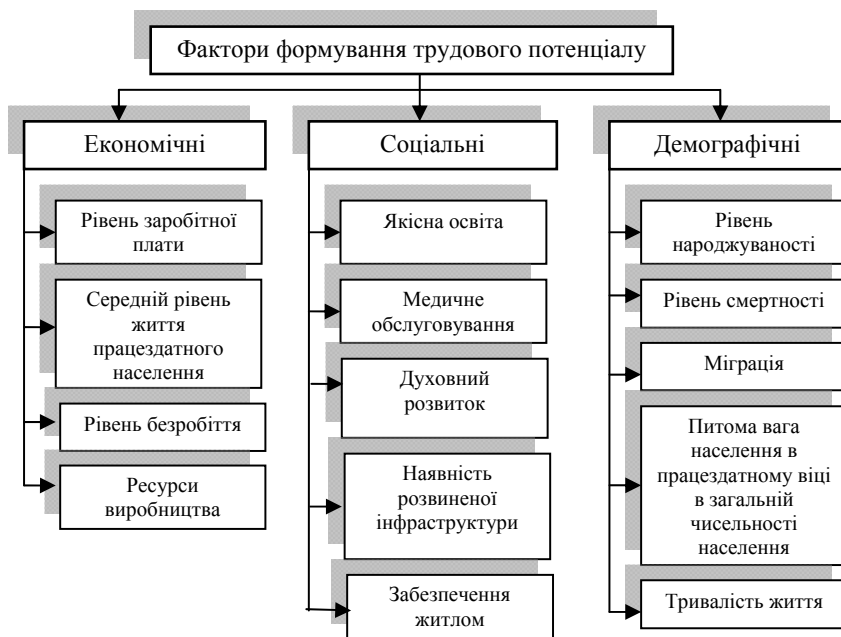 Фактори формування трудового потенціалу
Економічні
Рівень заробітної
плати
Середній рівень
життя
працездатного
населення
Рівень безробіття
Ресурси
виробництва
Соціальні
Якісна освіта
Медичне
обслуговування
Духовний
розвиток
Наявність
розвиненої
інфраструктури
Забезпечення
житлом
Демографічні
Рівень
народжуваності
Рівень смертності
Міграція
Питома вага
населення в
працездатному віці
в загальній
чисельності
населення
Тривалість життя